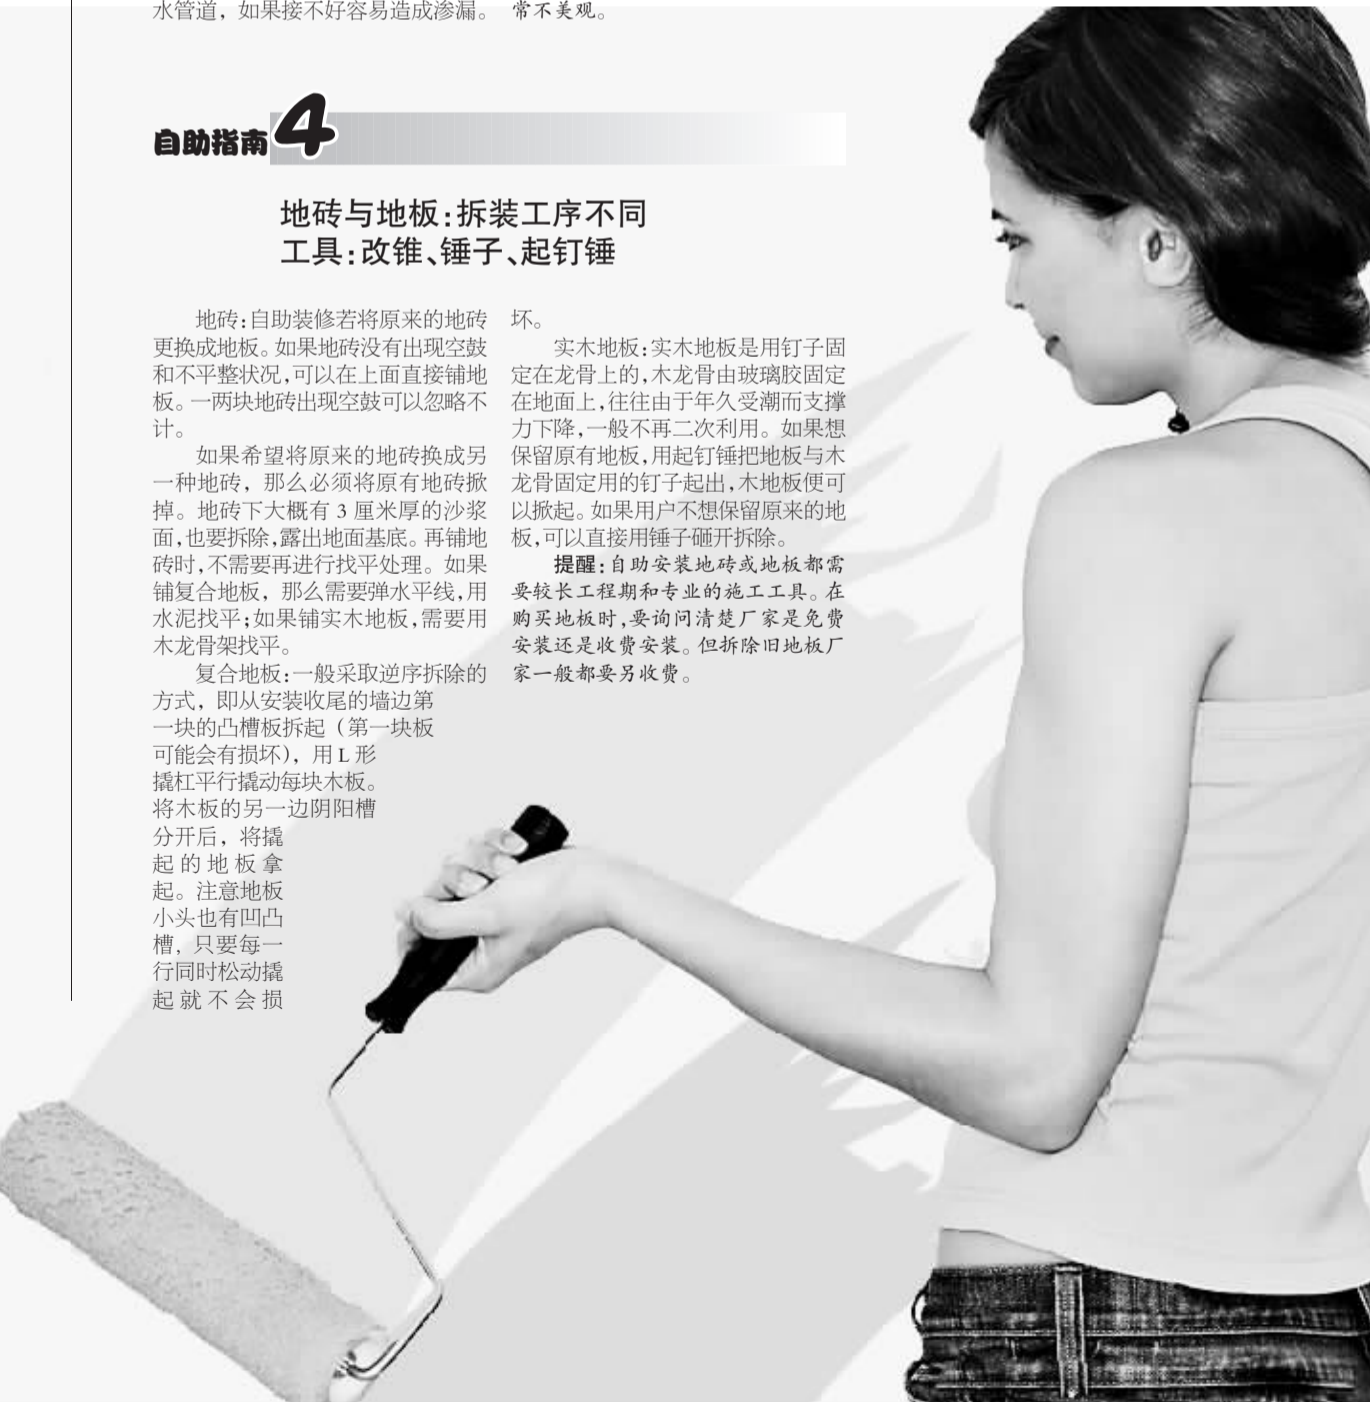 水管道，如果接不好容易造成渗漏。
常不美观。
自助指南4
地砖与地板：拆装工序不同
工具：改锥、锤子、起钉锤
地砖：自助装修若将原来的地砖
更换成地板。如果地砖没有出现空鼓
和不平整状况，可以在上面直接铺地
板。一两块地砖出现空鼓可以忽略不
计。
如果希望将原来的地砖换成另
一种地砖，那么必须将原有地砖掀
掉。地砖下大概有3厘米厚的沙浆
面，也要拆除，露出地面基底。再铺地
砖时，不需要再进行找平处理。如果
铺复合地板，那么需要弹水平线，用
水泥找平；如果铺实木地板，需要用
木龙骨架找平。
复合地板：一般采取逆序拆除的
方式，即从安装收尾的墙边第
一块的凸槽板拆起（第一块板
可能会有损坏），用L形
撬杠平行撬动每块木板。
将木板的另一边阴阳槽
分开后，将撬
起的地板拿
起。注意地板
小头也有凹凸
槽，只要每一
行同时松动撬
起就不会损
坏。
实木地板：实木地板是用钉子固
定在龙骨上的，木龙骨由玻璃胶固定
在地面上，往往由于年久受潮而支撑
力下降，一般不再二次利用。如果想
保留原有地板，用起钉锤把地板与木
龙骨固定用的钉子起出，木地板便可
以掀起。如果用户不想保留原来的地
板，可以直接用锤子砸开拆除。
提醒：自助安装地砖或地板都需
要较长工程期和专业的施工工具。在
购买地板时，要询问清楚厂家是免费
安装还是收费安装。但拆除旧地板厂
家一般都要另收费。